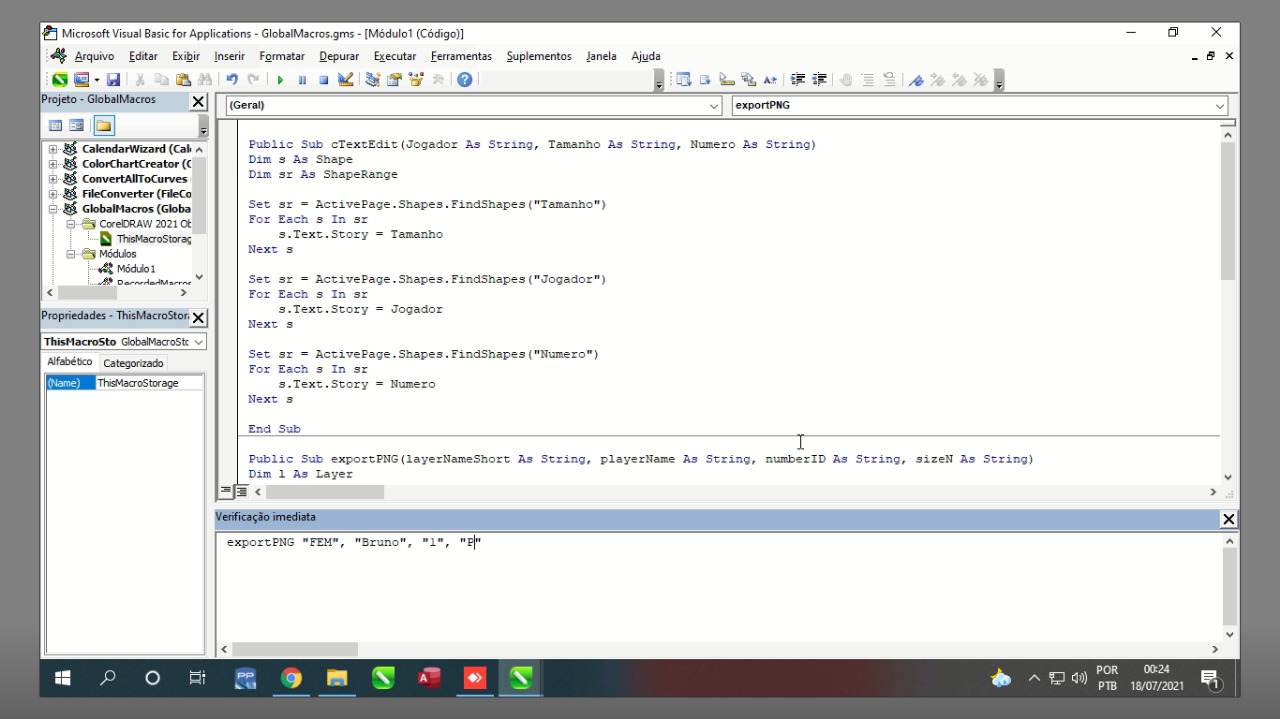 Microsoft Visual Basic for Applications - GlobalMacros.gms - [Módulo1 (Código)]
Arquivo Editar Exibir Inserir Formatar Depurar Executar Ferramentas Suplementos Janela Ajuda
Projeto - GlobalMacros
(Geral)
exportPNG
CalendarWizard (Cale
ColorChartCreator (C
ConvertAllToCurves
FileConverter (FileCo
GlobalMacros (Globa
CorelDRAW 2021 Ob
ThisMacroStorag
Módulos
Módulo1
RecordedMacros
Propriedades - ThisMacroStor
ThisMacroSto GlobalMacroStc
Alfabético Categorizado
(Name) ThisMacroStorage
Public Sub cTextEdit(Jogador As String, Tamanho As String, Numero As String)
Dim s As Shape
Dim sr As ShapeRange
Set sr = ActivePage.Shapes.FindShapes("Tamanho")
For Each s In sr
s.Text.Story = Tamanho
Next s
Set sr = ActivePage.Shapes.FindShapes("Jogador")
For Each s In sr
s.Text.Story = Jogador
Next s
Set sr = ActivePage.Shapes.FindShapes("Numero")
For Each s In sr
s.Text.Story = Numero
Next s
End Sub
Public Sub exportPNG(layerNameShort As String, playerName As String, numberID As String, sizeN As String)
Dim l As Layer
Verificação imediata
exportPNG "FEM", "Bruno", "1", "P"
POR
PTB
00:24
18/07/2021
1